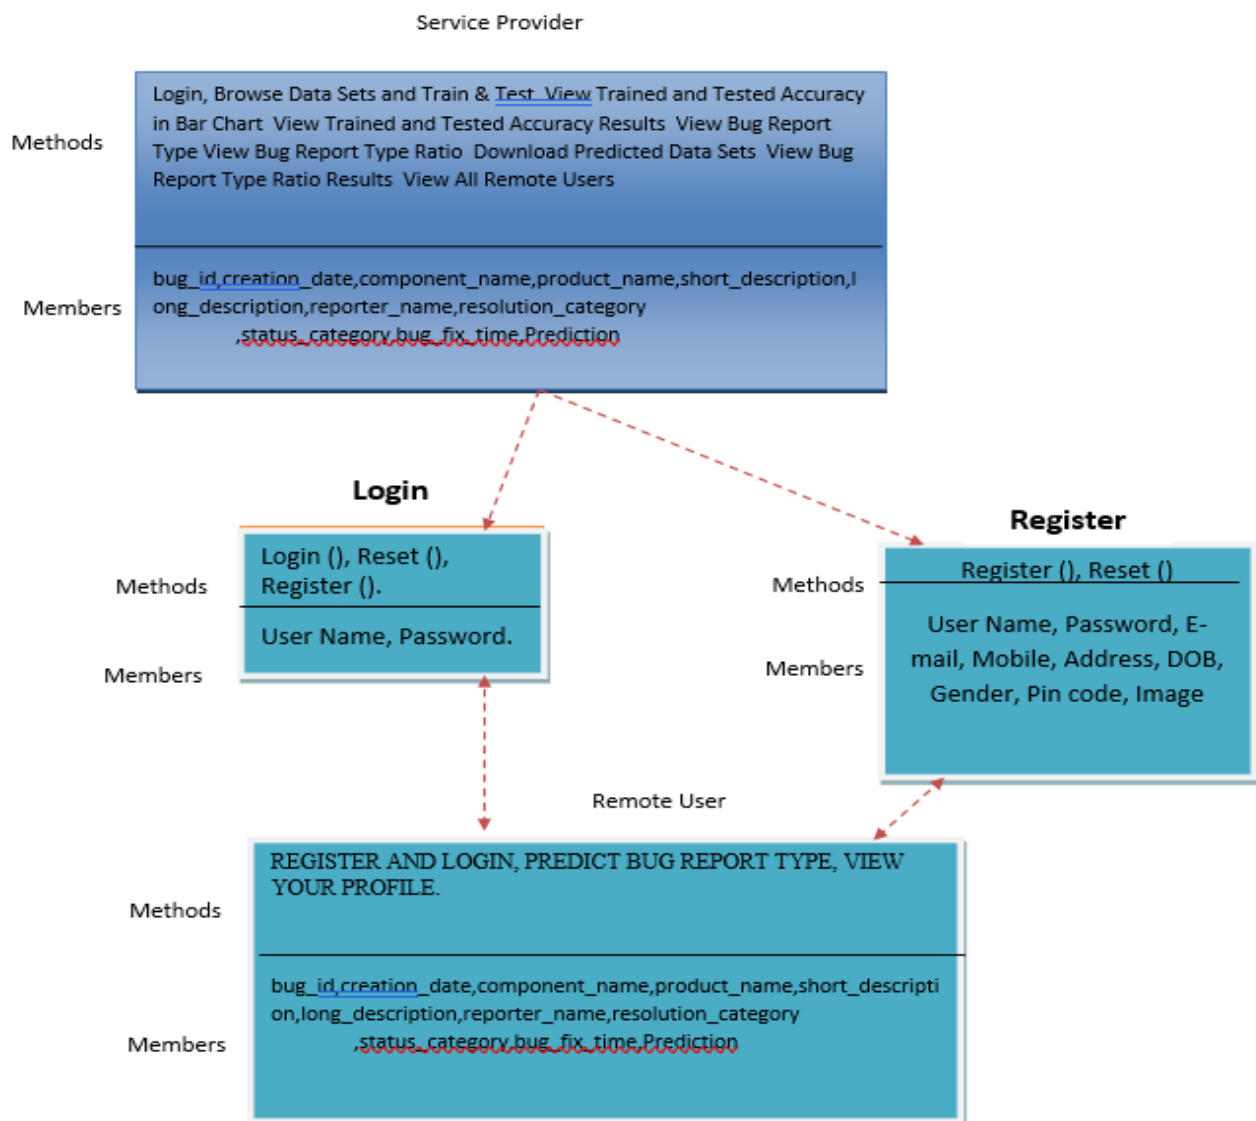 Service Provider
Methods
Login, Browse Data Sets and Train & Test  View Trained and Tested Accuracy
in Bar Chart  View Trained and Tested Accuracy Results  View Bug Report
Type View Bug Report Type Ratio  Download Predicted Data Sets  View Bug
Report Type Ratio Results  View All Remote Users
Members
bug_id,creation_date,component_name,product_name,short_description,l
ong_description,reporter_name,resolution_category
,status_category,bug_fix_time,Prediction
Login
Methods
Login (), Reset (),
Register ().
Members
User Name, Password.
Register
Methods
Register (), Reset ()
Members
User Name, Password, E-
mail, Mobile, Address, DOB,
Gender, Pin code, Image
Remote User
Methods
REGISTER AND LOGIN, PREDICT BUG REPORT TYPE, VIEW
YOUR PROFILE.
Members
bug_id,creation_date,component_name,product_name,short_descripti
on,long_description,reporter_name,resolution_category
,status_category,bug_fix_time,Prediction